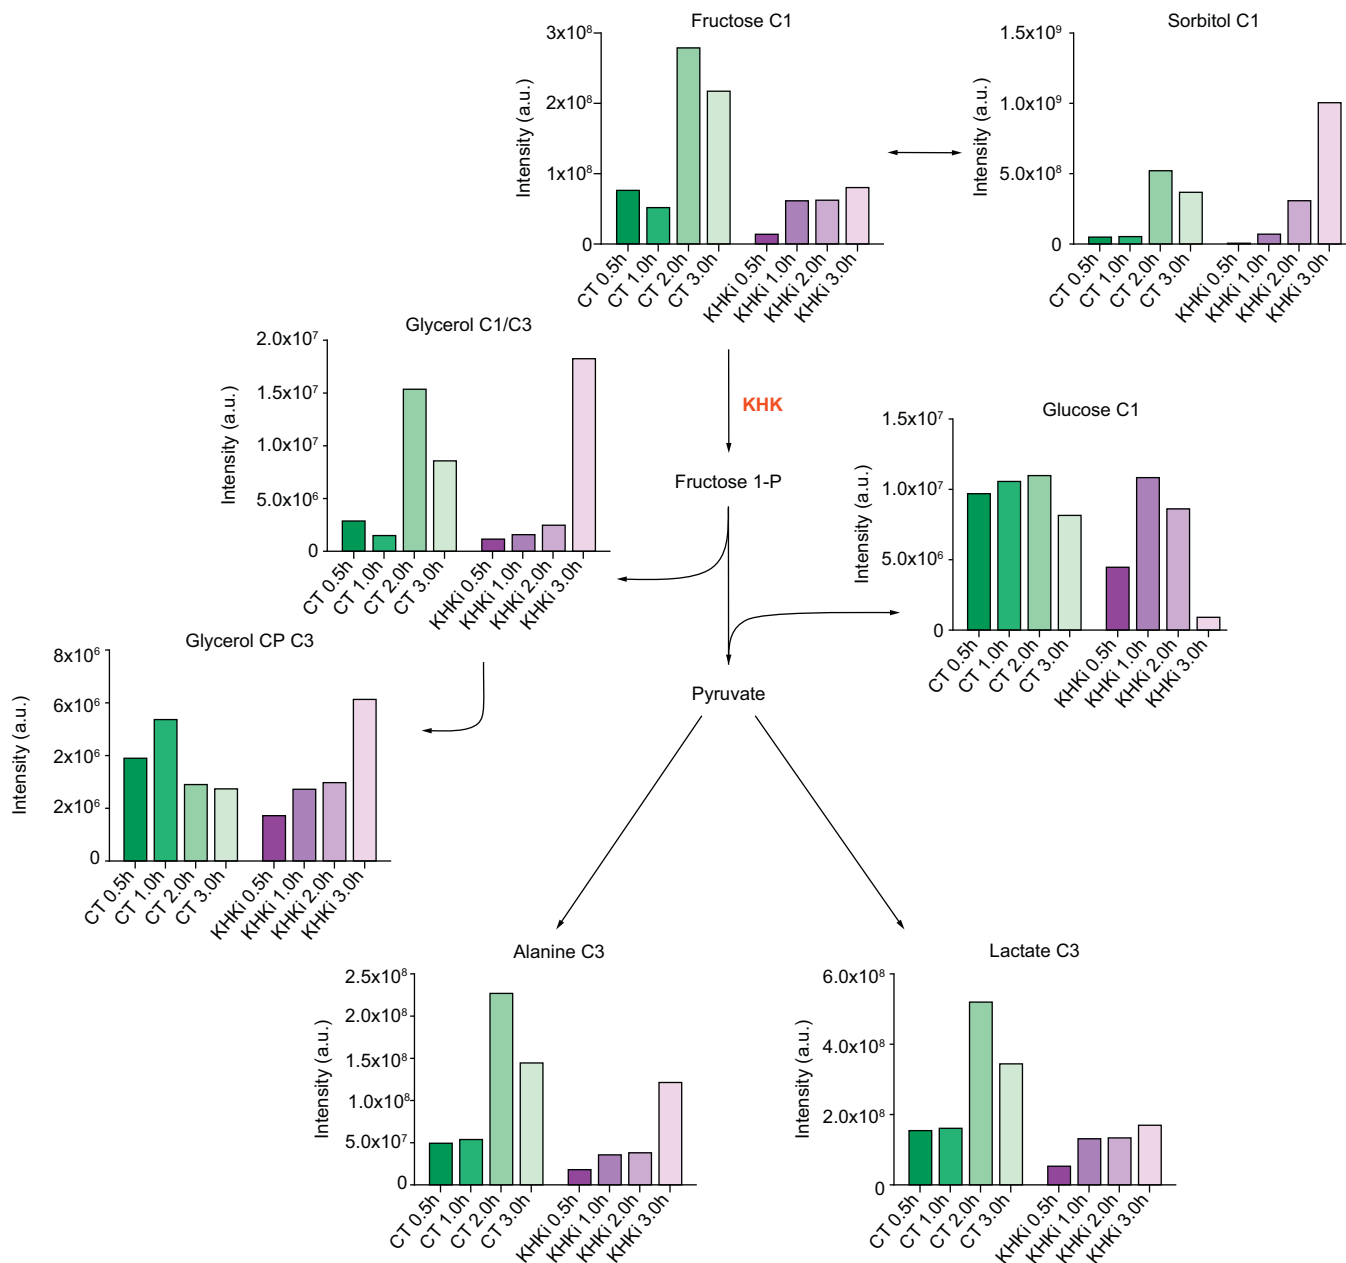 Fructose C1
Intensity (a.u.)
3x10⁸
2x10⁸
1x10⁸
0
CT 0.5h
CT 1.0h
CT 2.0h
CT 3.0h
KHKi 0.5h
KHKi 1.0h
KHKi 2.0h
KHKi 3.0h
Sorbitol C1
Intensity (a.u.)
1.5x10⁹
1.0x10⁹
5.0x10⁸
0
CT 0.5h
CT 1.0h
CT 2.0h
CT 3.0h
KHKi 0.5h
KHKi 1.0h
KHKi 2.0h
KHKi 3.0h
Glycerol C1/C3
Intensity (a.u.)
2.0x10⁷
1.5x10⁷
1.0x10⁷
5.0x10⁶
0
CT 0.5h
CT 1.0h
CT 2.0h
CT 3.0h
KHKi 0.5h
KHKi 1.0h
KHKi 2.0h
KHKi 3.0h
KHK
Fructose 1-P
Glucose C1
Intensity (a.u.)
1.5x10⁷
1.0x10⁷
5.0x10⁶
0
CT 0.5h
CT 1.0h
CT 2.0h
CT 3.0h
KHKi 0.5h
KHKi 1.0h
KHKi 2.0h
KHKi 3.0h
Glycerol CP C3
Intensity (a.u.)
8x10⁶
6x10⁶
2x10⁶
2x10⁶
0
CT 0.5h
CT 1.0h
CT 2.0h
CT 3.0h
KHKi 0.5h
KHKi 1.0h
KHKi 2.0h
KHKi 3.0h
Pyruvate
Alanine C3
Intensity (a.u.)
2.5x10⁸
2.0x10⁸
1.5x10⁸
1.0x10⁸
5.0x10⁷
0
CT 0.5h
CT 1.0h
CT 2.0h
CT 3.0h
KHKi 0.5h
KHKi 1.0h
KHKi 2.0h
KHKi 3.0h
Lactate C3
Intensity (a.u.)
6.0x10⁸
4.0x10⁸
2.0x10⁸
0
CT 0.5h
CT 1.0h
CT 2.0h
CT 3.0h
KHKi 0.5h
KHKi 1.0h
KHKi 2.0h
KHKi 3.0h